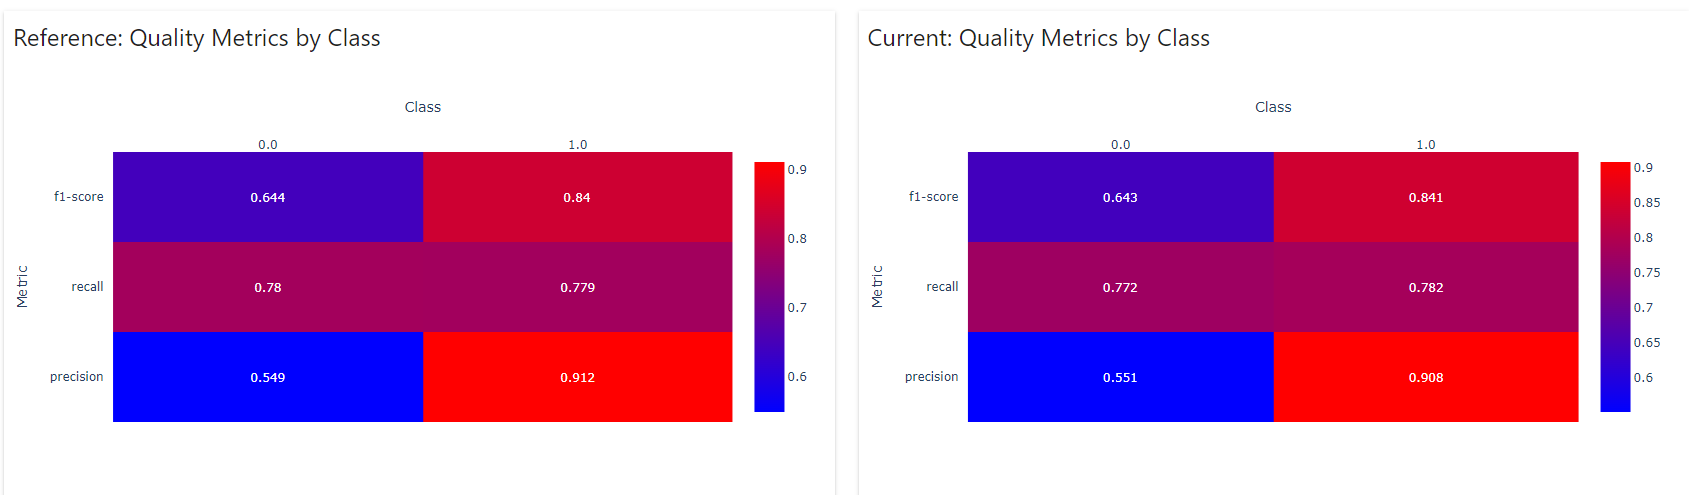 Reference: Quality Metrics by Class
Class
0.0 1.0
f1-score 0.644 0.84
recall 0.78 0.779
precision 0.549 0.912
Metric
0.9
0.8
0.7
0.6
Current: Quality Metrics by Class
Class
0.0 1.0
f1-score 0.643 0.841
recall 0.772 0.782
precision 0.551 0.908
Metric
0.9
0.85
0.8
0.75
0.7
0.65
0.6